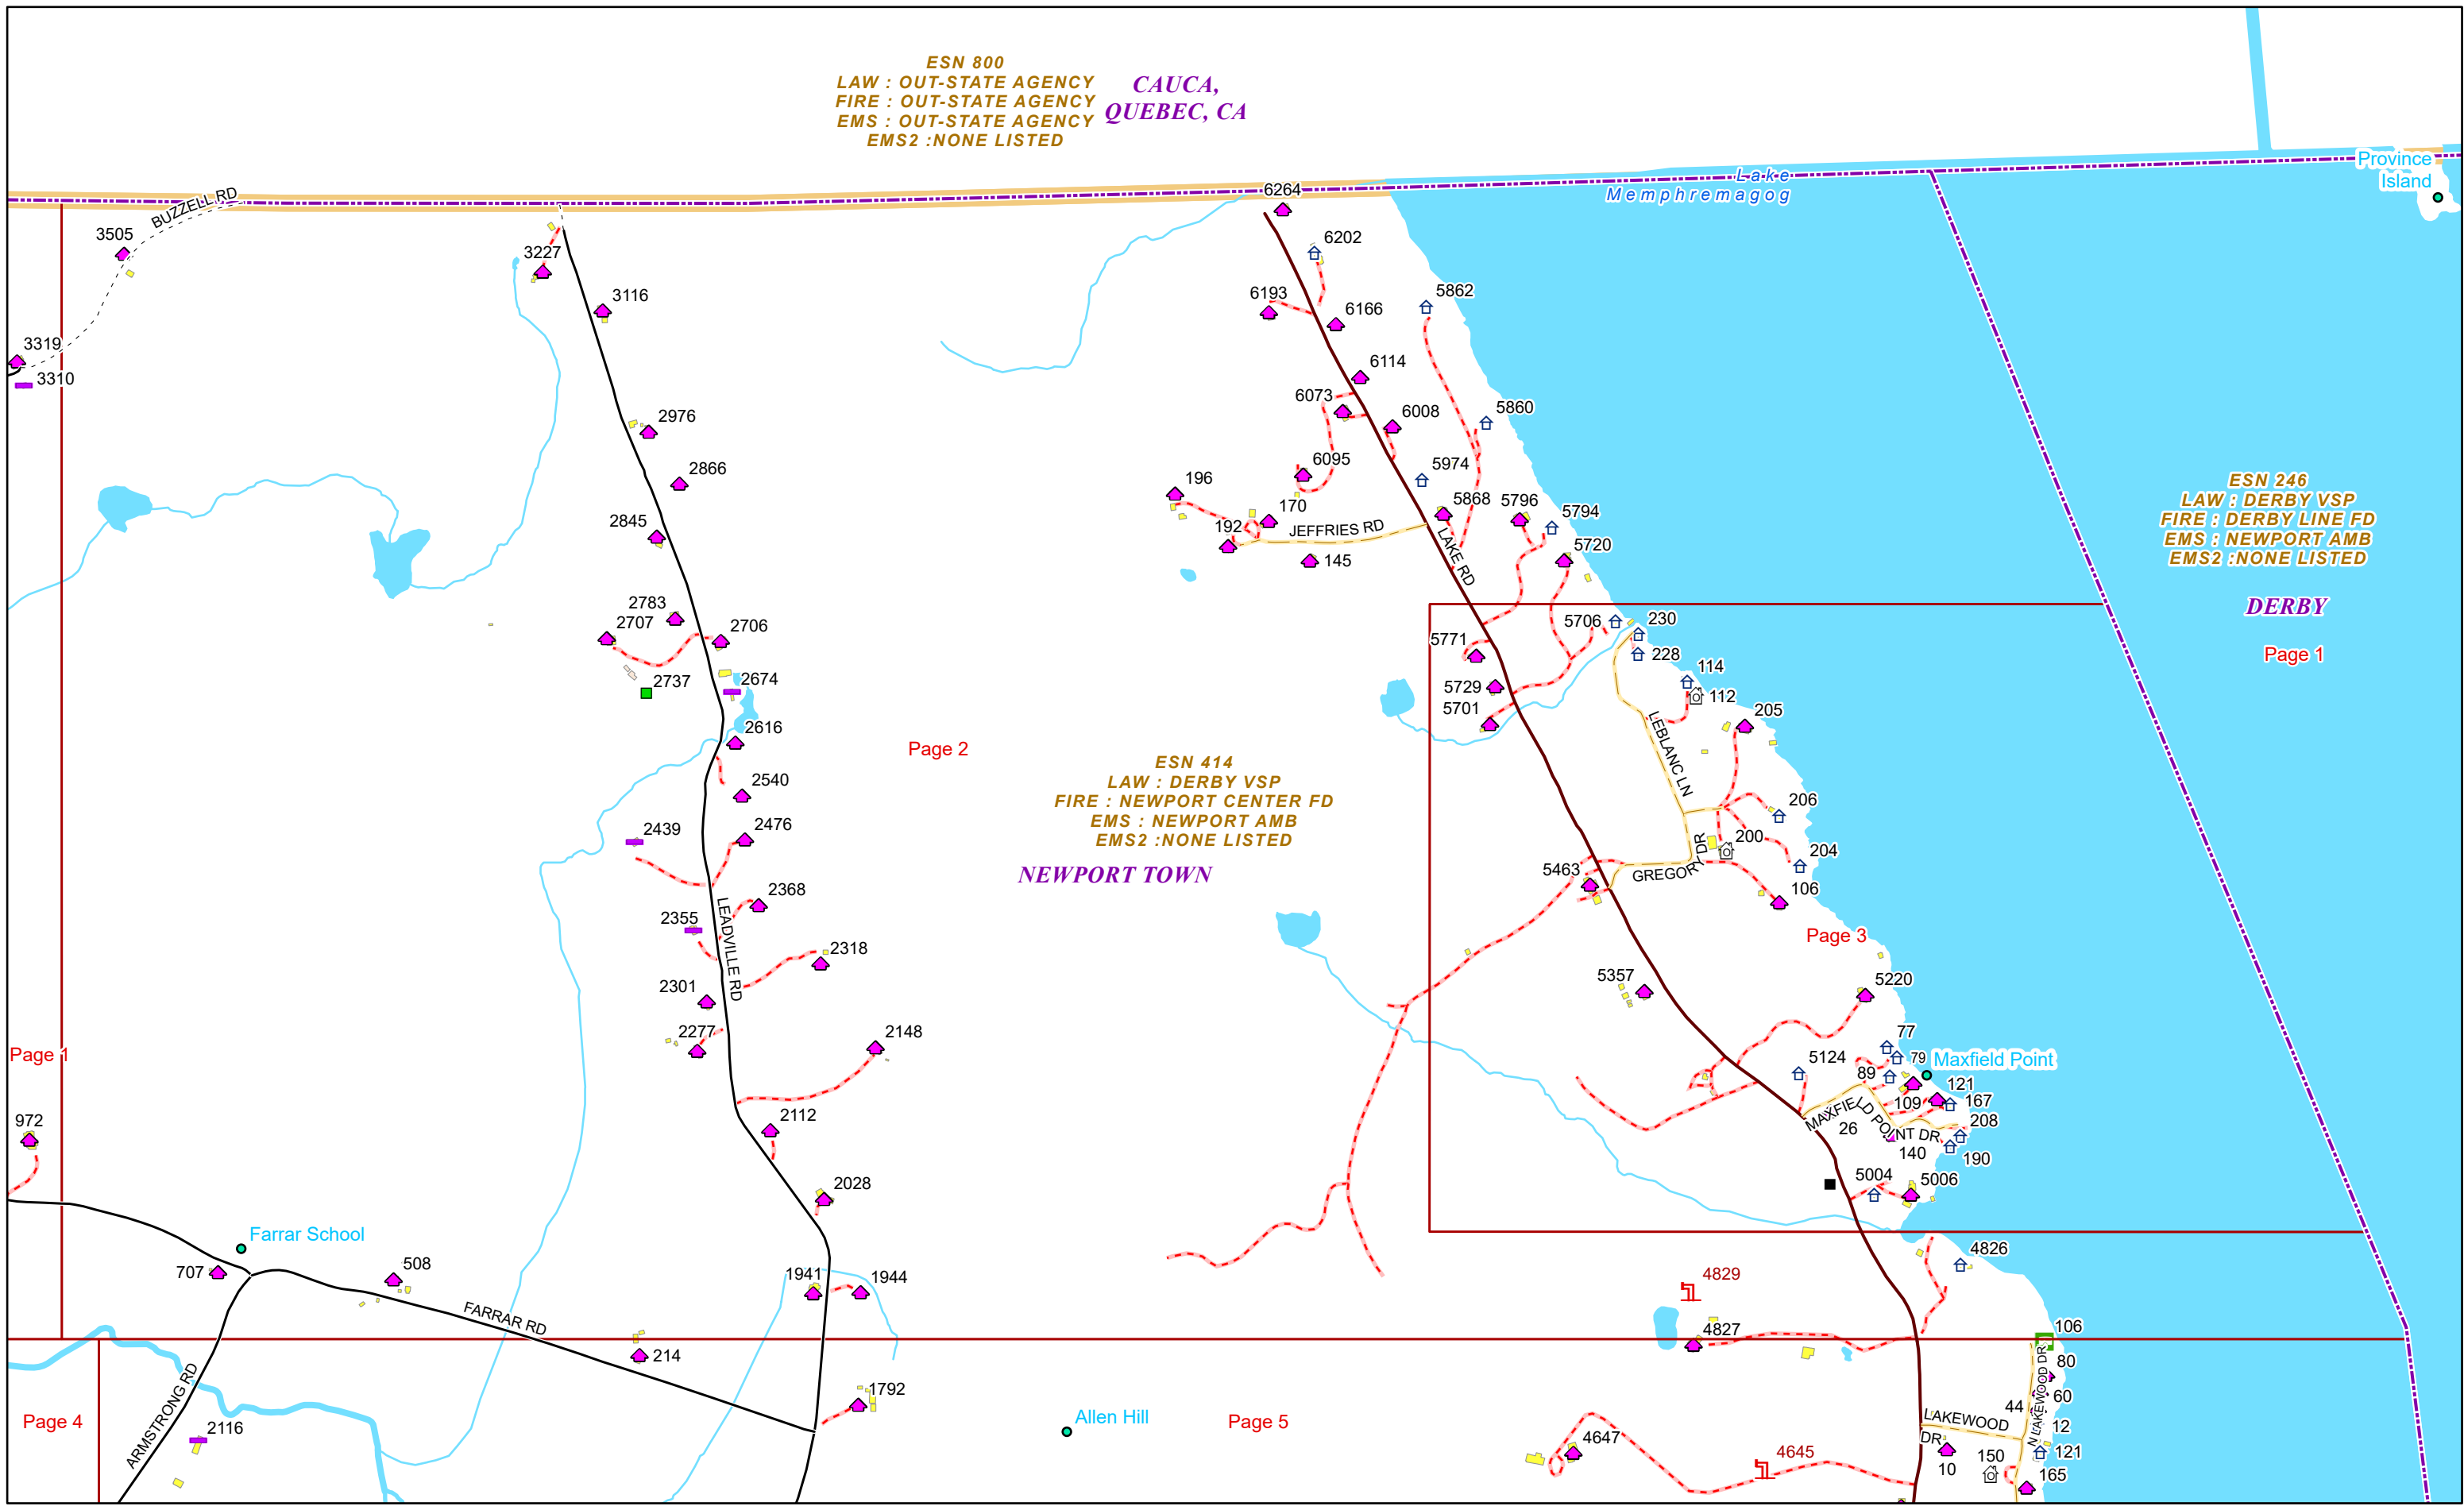 ESN 800
LAW : OUT-STATE AGENCY
FIRE : OUT-STATE AGENCY
EMS : OUT-STATE AGENCY
EMS2 :NONE LISTED
CAUCA,
QUEBEC, CA
Province
Island
Lake
Memphremagog
BUZZELL RD
6264
3505
3227
6202
3116
6193
5862
6166
3319
3310
6114
6073
5860
2976
6008
2866
6095
5974
196
170
5868
5796
5794
2845
192
JEFFRIES RD
145
LAKE RD
5720
ESN 246
LAW : DERBY VSP
FIRE : DERBY LINE FD
EMS : NEWPORT AMB
EMS2 :NONE LISTED
DERBY
Page 1
2783
2707
2706
5706
230
5771
228
114
2737
2674
5729
112
5701
205
2616
Page 2
LEBLANC LN
ESN 414
LAW : DERBY VSP
FIRE : NEWPORT CENTER FD
EMS : NEWPORT AMB
EMS2 :NONE LISTED
NEWPORT TOWN
2540
206
2439
2476
200
204
5463
GREGORY DR
106
2368
2355
LEADVILLE RD
2318
Page 3
5357
5220
2301
2277
2148
77
Page 1
79
Maxfield Point
5124
89
121
109
167
MAXFIELD POINT DR
26
208
140
190
972
2112
5004
5006
2028
Farrar School
707
508
1941
1944
4826
4829
FARRAR RD
4827
106
214
80
ARMSTRONG RD
1792
N LAKEWOOD DR
60
44
Page 4
Allen Hill
Page 5
LAKEWOOD
DR
12
2116
4647
4645
121
10
150
165